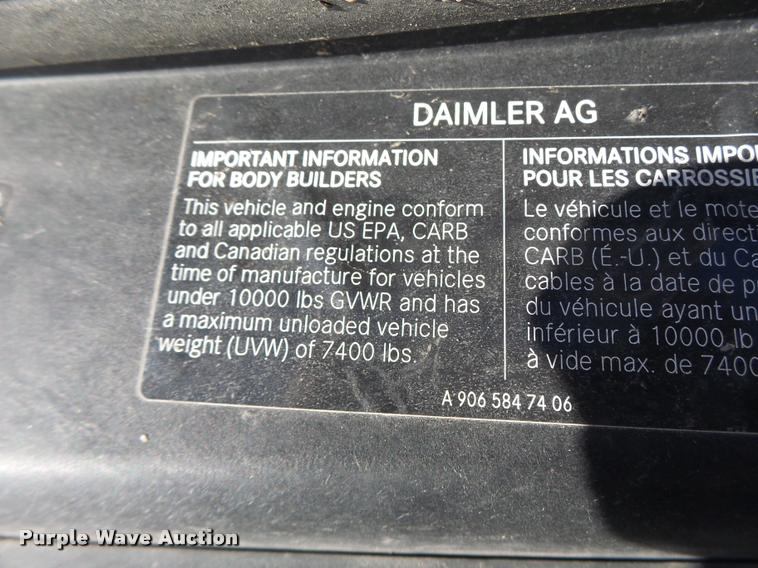 DAIMLER AG
IMPORTANT INFORMATION
FOR BODY BUILDERS
This vehicle and engine conform
to all applicable US EPA, CARB
and Canadian regulations at the
time of manufacture for vehicles
under 10000 lbs GVWR and has
a maximum unloaded vehicle
weight (UVW) of 7400 lbs.
INFORMATIONS IMPO
POUR LES CARROSSIE
Le véhicule et le mote
conformes aux directi
CARB (É.-U.) et du Ca
cables à la date de p
du véhicule ayant un
inférieur à 10000 lb
à vide max. de 7400
A 906 584 74 06
Purple Wave Auction